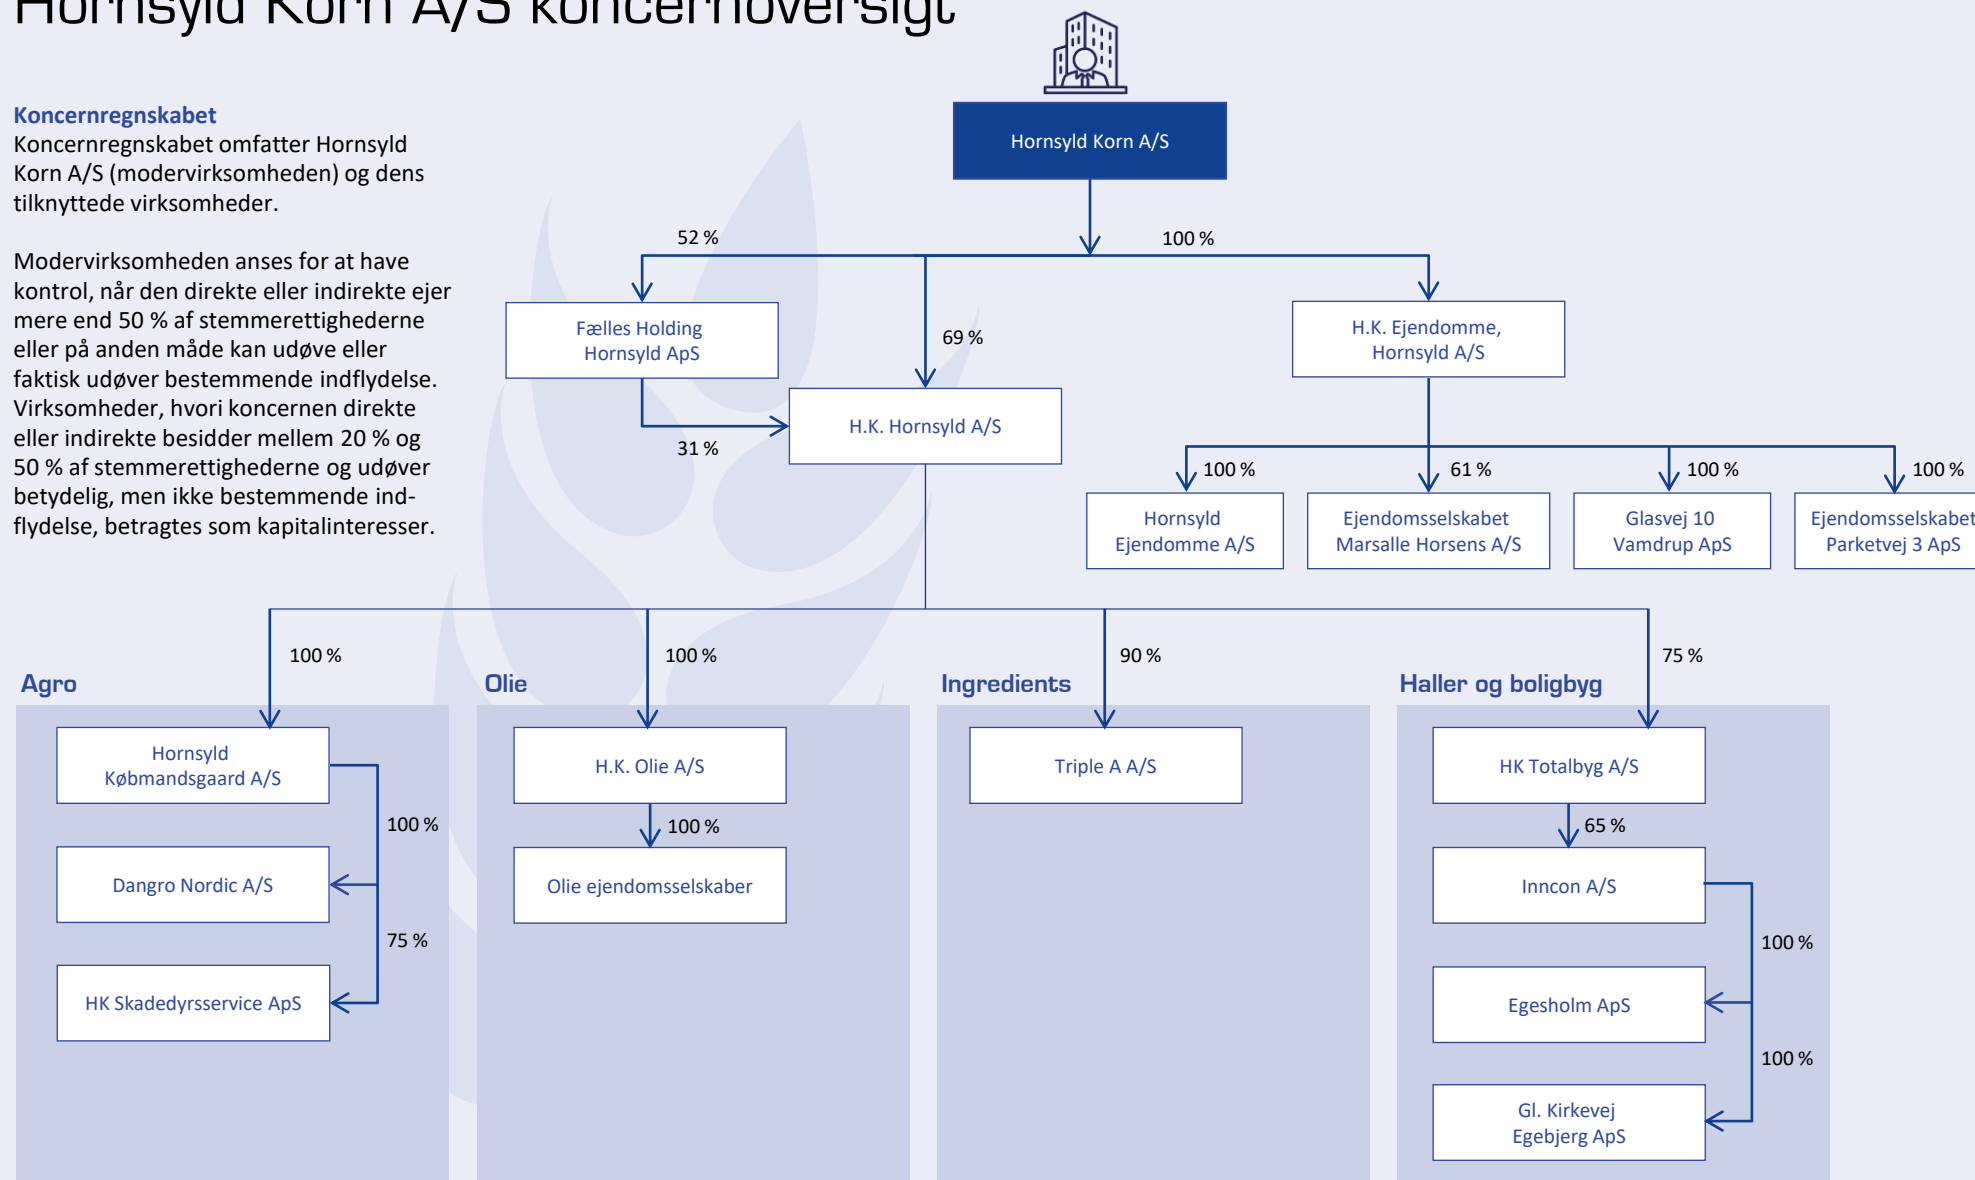 Hornsyld Korn A/S koncernoversigt
Koncernregnskabet
Koncernregnskabet omfatter Hornsyld
Korn A/S (modervirksomheden) og dens
tilknyttede virksomheder.
Modervirksomheden anses for at have
kontrol, når den direkte eller indirekte ejer
mere end 50 % af stemmerettighederne
eller på anden måde kan udøve eller
faktisk udøver bestemmende indflydelse.
Virksomheder, hvori koncernen direkte
eller indirekte besidder mellem 20 % og
50 % af stemmerettighederne og udøver
betydelig, men ikke bestemmende ind-
flydelse, betragtes som kapitalinteresser.
Hornsyld Korn A/S
52 %
100 %
Fælles Holding
Hornsyld ApS
69 %
H.K. Ejendomme,
Hornsyld A/S
31 %
H.K. Hornsyld A/S
100 %
61 %
100 %
100 %
Hornsyld
Ejendomme A/S
Ejendomsselskabet
Marsalle Horsens A/S
Glasvej 10
Vamdrup ApS
Ejendomsselskabet
Parketvej 3 ApS
100 %
100 %
90 %
75 %
Agro
Hornsyld
Købmandsgaard A/S
100 %
Dangro Nordic A/S
75 %
HK Skadedyrsservice ApS
Olie
H.K. Olie A/S
100 %
Olie ejendomsselskaber
Ingredients
Triple A A/S
Haller og boligbyg
HK Totalbyg A/S
65 %
Inncon A/S
100 %
Egesholm ApS
100 %
Gl. Kirkevej
Egebjerg ApS